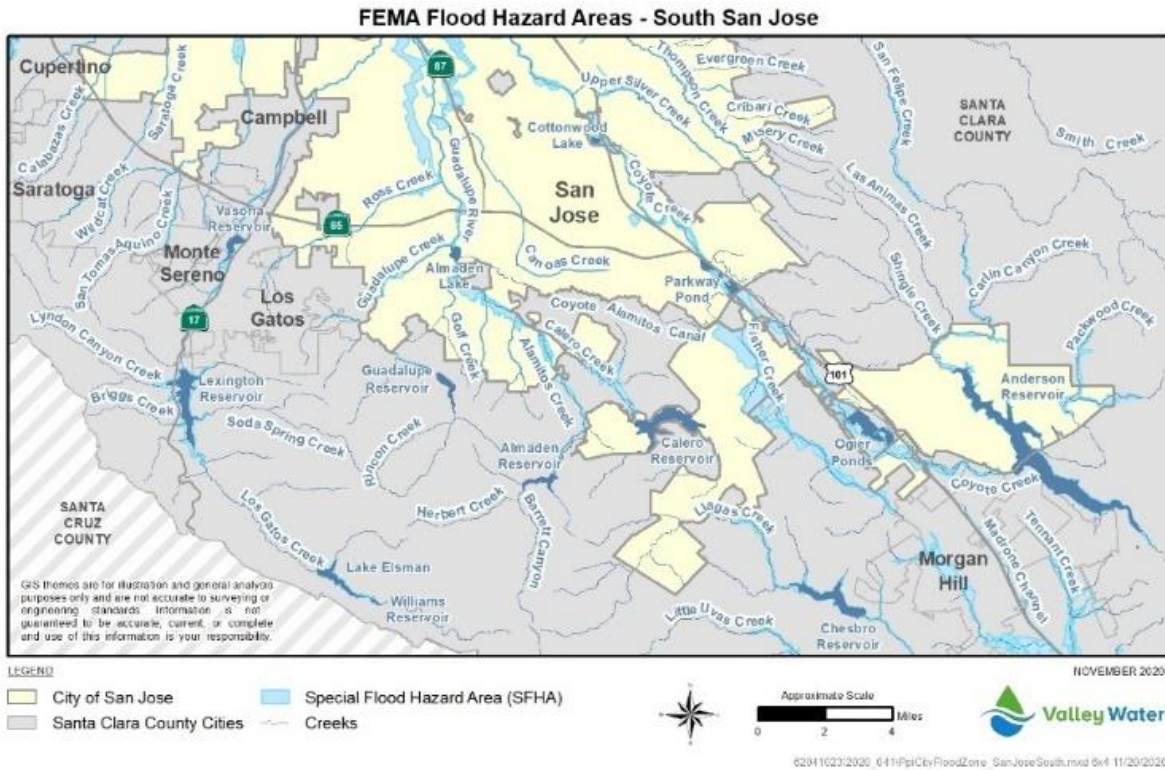 FEMA Flood Hazard Areas - South San Jose
Cupertino
Calabazas Creek
Saratoga Creek
Saratoga
Wildcat Creek
San Tomas Aquino Creek
Campbell
Vasona
Reservoir
Monte
Sereno
Los
Gatos
17
85
87
101
Ross Creek
Guadalupe River
Guadalupe Creek
Almaden
Lake
Canoas Creek
San
Jose
Cottonwood
Lake
Coyote Creek
Upper Silver Creek
Thompson Creek
Evergreen Creek
Cribari Creek
Misery Creek
San Felipe Creek
SANTA
CLARA
COUNTY
Smith Creek
Las Animas Creek
Shingle Creek
Carlin Canyon Creek
Packwood Creek
Parkway
Pond
Coyote Alamitos Canal
Fisher Creek
Calero Creek
Alamitos Creek
Golf Creek
Lyndon Canyon Creek
Briggs Creek
Lexington
Reservoir
Soda Spring Creek
Guadalupe
Reservoir
Rincon Creek
Almaden
Reservoir
Herbert Creek
Barrett Canyon
Calero
Reservoir
Anderson
Reservoir
Ogier
Ponds
Coyote Creek
Llagas Creek
Morgan
Hill
Madrone Channel
Tennant Creek
Little Uvas Creek
Chesbro
Reservoir
Los Gatos Creek
Lake Elsman
Williams
Reservoir
SANTA
CRUZ
COUNTY
GIS themes are for illustration and general analysis
purposes only and are not accurate to surveying or
engineering standards. Information is not
guaranteed to be accurate, current, or complete
and use of this information is your responsibility.
LEGEND
City of San Jose
Santa Clara County Cities
Special Flood Hazard Area (SFHA)
Creeks
Approximate Scale
Miles
0 2 4
NOVEMBER 2020
Valley Water